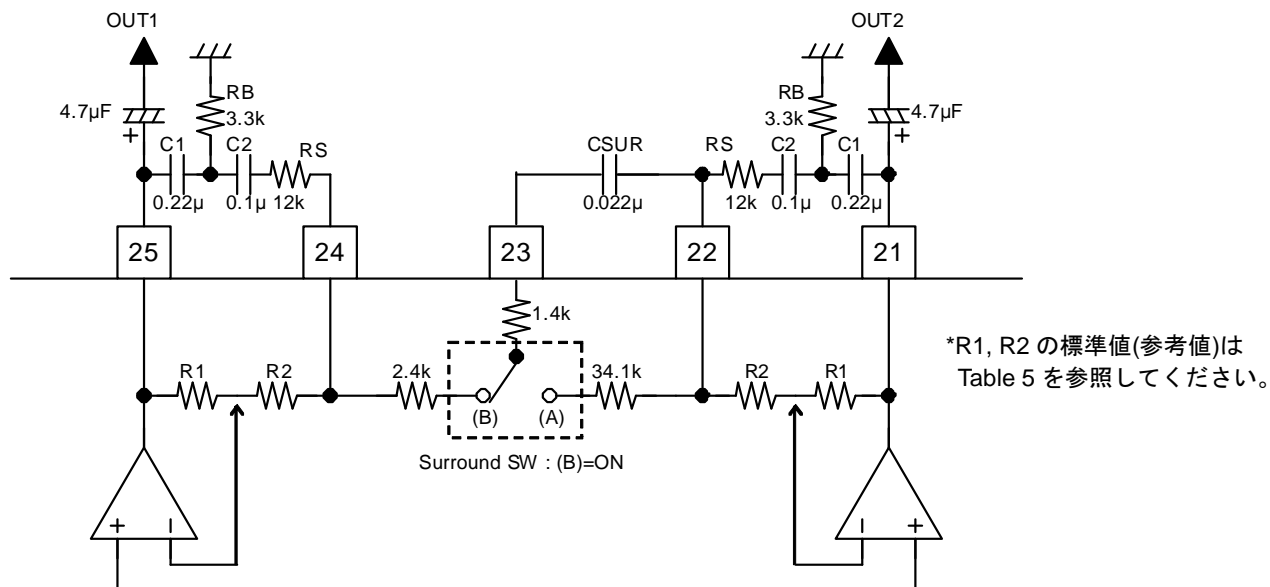 OUT1
OUT2
RB
3.3k
4.7µF
+
C1
C2
RS
0.22µ
0.1µ
12k
CSUR
0.022µ
RB
3.3k
4.7µF
+
RS
C2
C1
12k
0.1µ
0.22µ
25
24
23
22
21
1.4k
R1
R2
2.4k
34.1k
R2
R1
(B)
(A)
Surround SW : (B)=ON
*R1, R2 の標準値(参考値)は
Table 5 を参照してください。
+
−
−
+